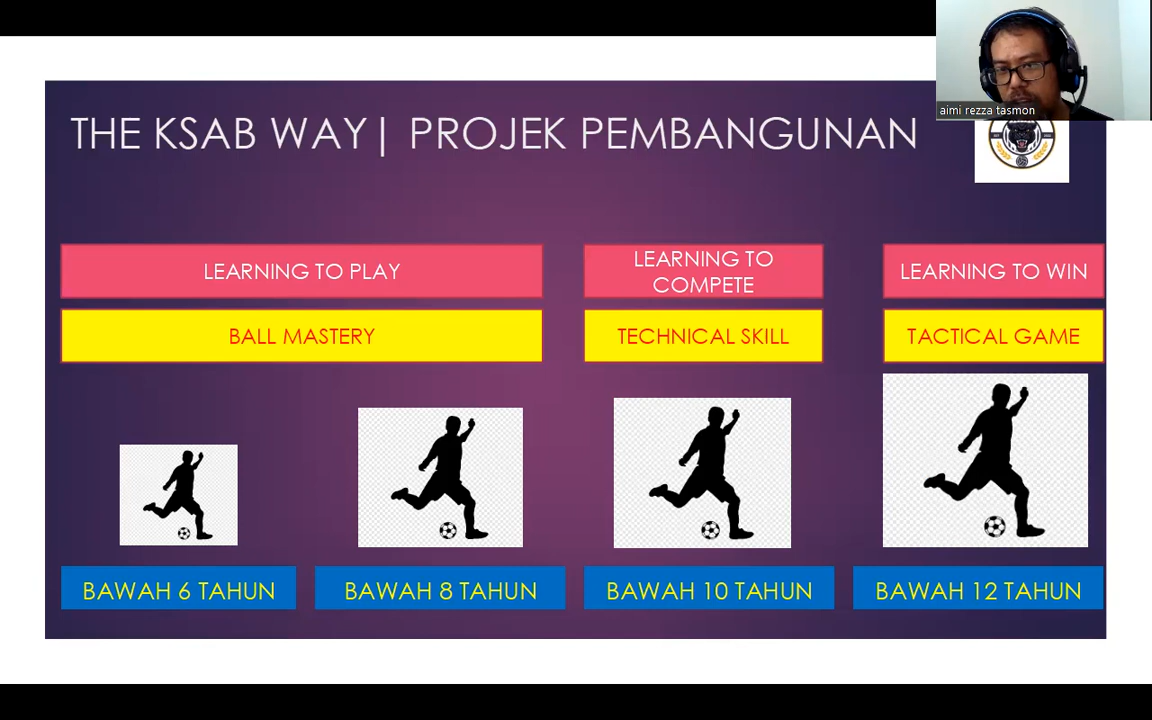 aimi rezza tasmon
THE KSAB WAY| PROJEK PEMBANGUNAN
LEARNING TO PLAY
LEARNING TO
COMPETE
LEARNING TO WIN
BALL MASTERY
TECHNICAL SKILL
TACTICAL GAME
BAWAH 6 TAHUN
BAWAH 8 TAHUN
BAWAH 10 TAHUN
BAWAH 12 TAHUN